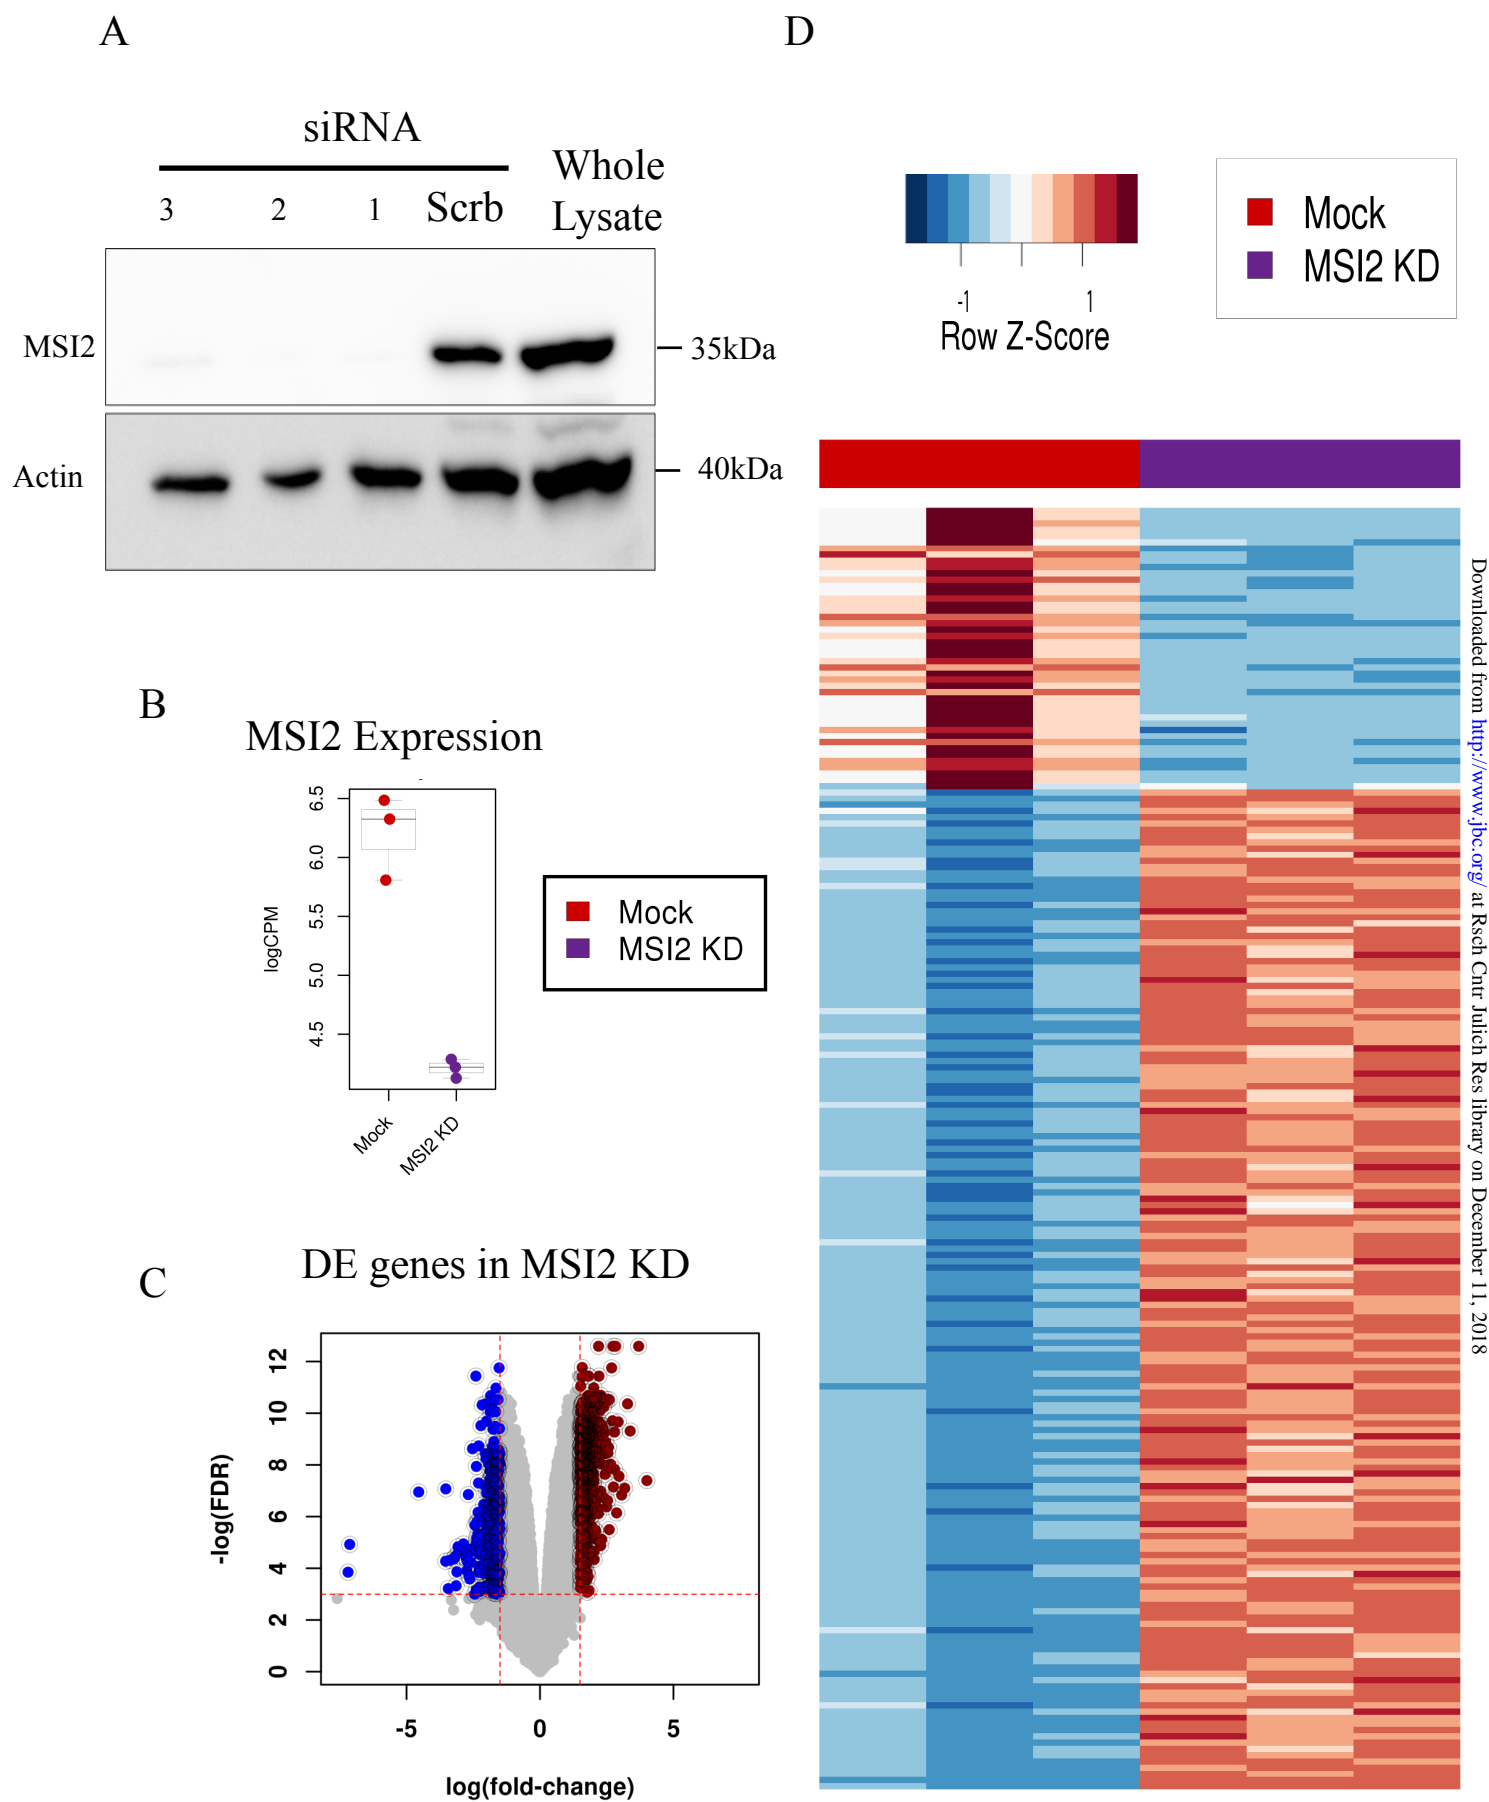 A
siRNA
3 2 1 Scrb
Whole
Lysate
MSI2
35kDa
Actin
40kDa
B
MSI2 Expression
6.5
6.0
5.5
5.0
4.5
logCPM
Mock
MSI2 KD
Mock
MSI2 KD
C
DE genes in MSI2 KD
12
10
8
6
4
2
0
-log(FDR)
-5 0 5
log(fold-change)
D
-1 1
Row Z-Score
Mock
MSI2 KD
Downloaded from http://www.jbc.org/ at Rsch Cntr Julich Res library on December 11, 2018